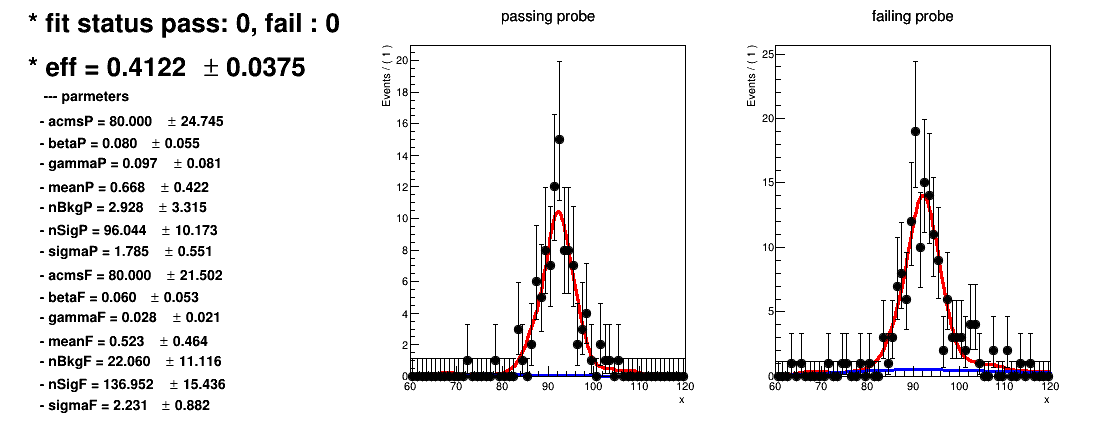 * fit status pass: 0, fail : 0
* eff = 0.4122 ± 0.0375
--- parmeters
- acmsP = 80.000 ± 24.745
- betaP = 0.080 ± 0.055
- gammaP = 0.097 ± 0.081
- meanP = 0.668 ± 0.422
- nBkgP = 2.928 ± 3.315
- nSigP = 96.044 ± 10.173
- sigmaP = 1.785 ± 0.551
- acmsF = 80.000 ± 21.502
- betaF = 0.060 ± 0.053
- gammaF = 0.028 ± 0.021
- meanF = 0.523 ± 0.464
- nBkgF = 22.060 ± 11.116
- nSigF = 136.952 ± 15.436
- sigmaF = 2.231 ± 0.882
passing probe
Events / ( 1 )
20
18
16
14
12
10
8
6
4
2
0
60 70 80 90 100 110 120
x
failing probe
Events / ( 1 )
25
20
15
10
5
0
60 70 80 90 100 110 120
x